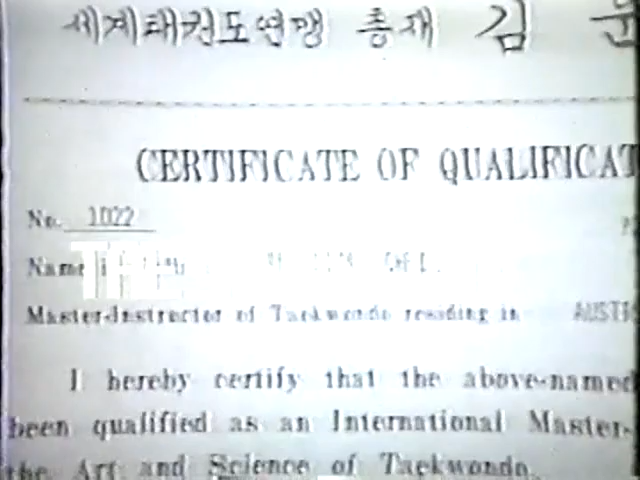 세계태권도연맹 총재 김 운
CERTIFICATE OF QUALIFICAT
No. 1022
Name
Master-Instructor of Taekwondo residing in
I hereby certify that the above-named
been qualified as an International Master-
the Art and Science of Taekwondo.